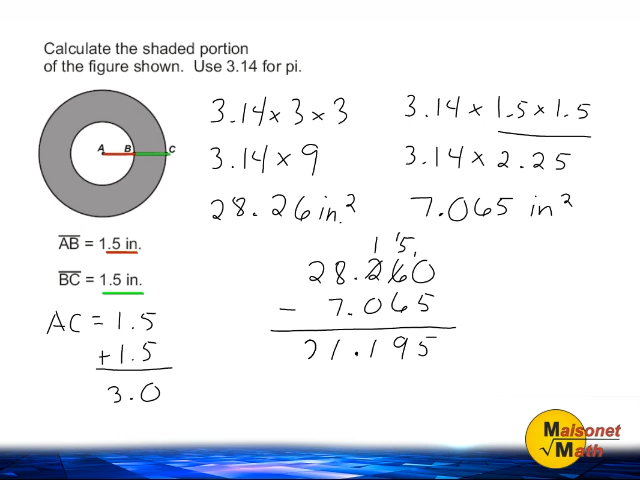 Calculate the shaded portion
of the figure shown. Use 3.14 for pi.
A B C
AB = 1.5 in.
BC = 1.5 in.
AC = 1.5
+1.5
3.0
3.14 × 3 × 3
3.14 × 9
28.26 in.²
3.14 × 1.5 × 1.5
3.14 × 2.25
7.065 in²
1 15
28.260
- 7.065
21.195
Maisonet
√Math